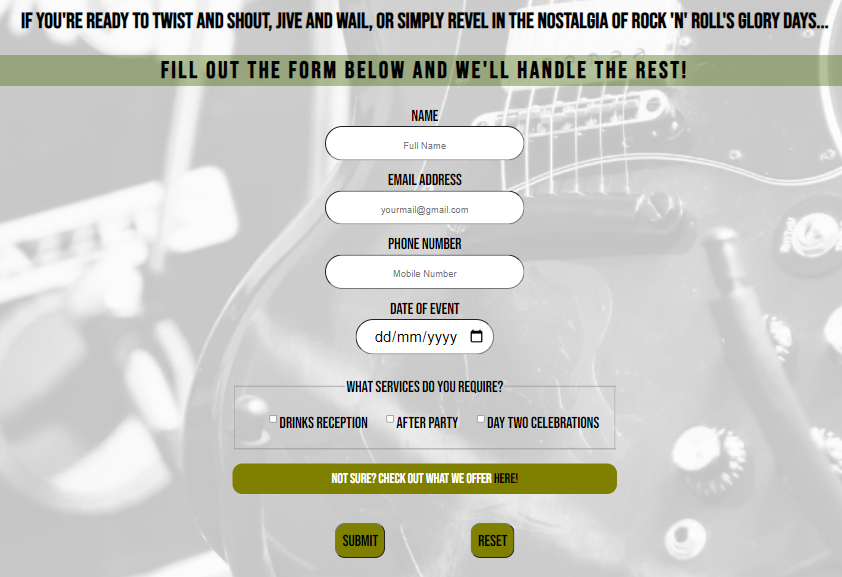 IF YOU'RE READY TO TWIST AND SHOUT, JIVE AND WAIL, OR SIMPLY REVEL IN THE NOSTALGIA OF ROCK 'N' ROLL'S GLORY DAYS...
FILL OUT THE FORM BELOW AND WE'LL HANDLE THE REST!
NAME
Full Name
EMAIL ADDRESS
yourmail@gmail.com
PHONE NUMBER
Mobile Number
DATE OF EVENT
dd/mm/yyyy
WHAT SERVICES DO YOU REQUIRE?
DRINKS RECEPTION AFTER PARTY DAY TWO CELEBRATIONS
NOT SURE? CHECK OUT WHAT WE OFFER HERE!
SUBMIT RESET